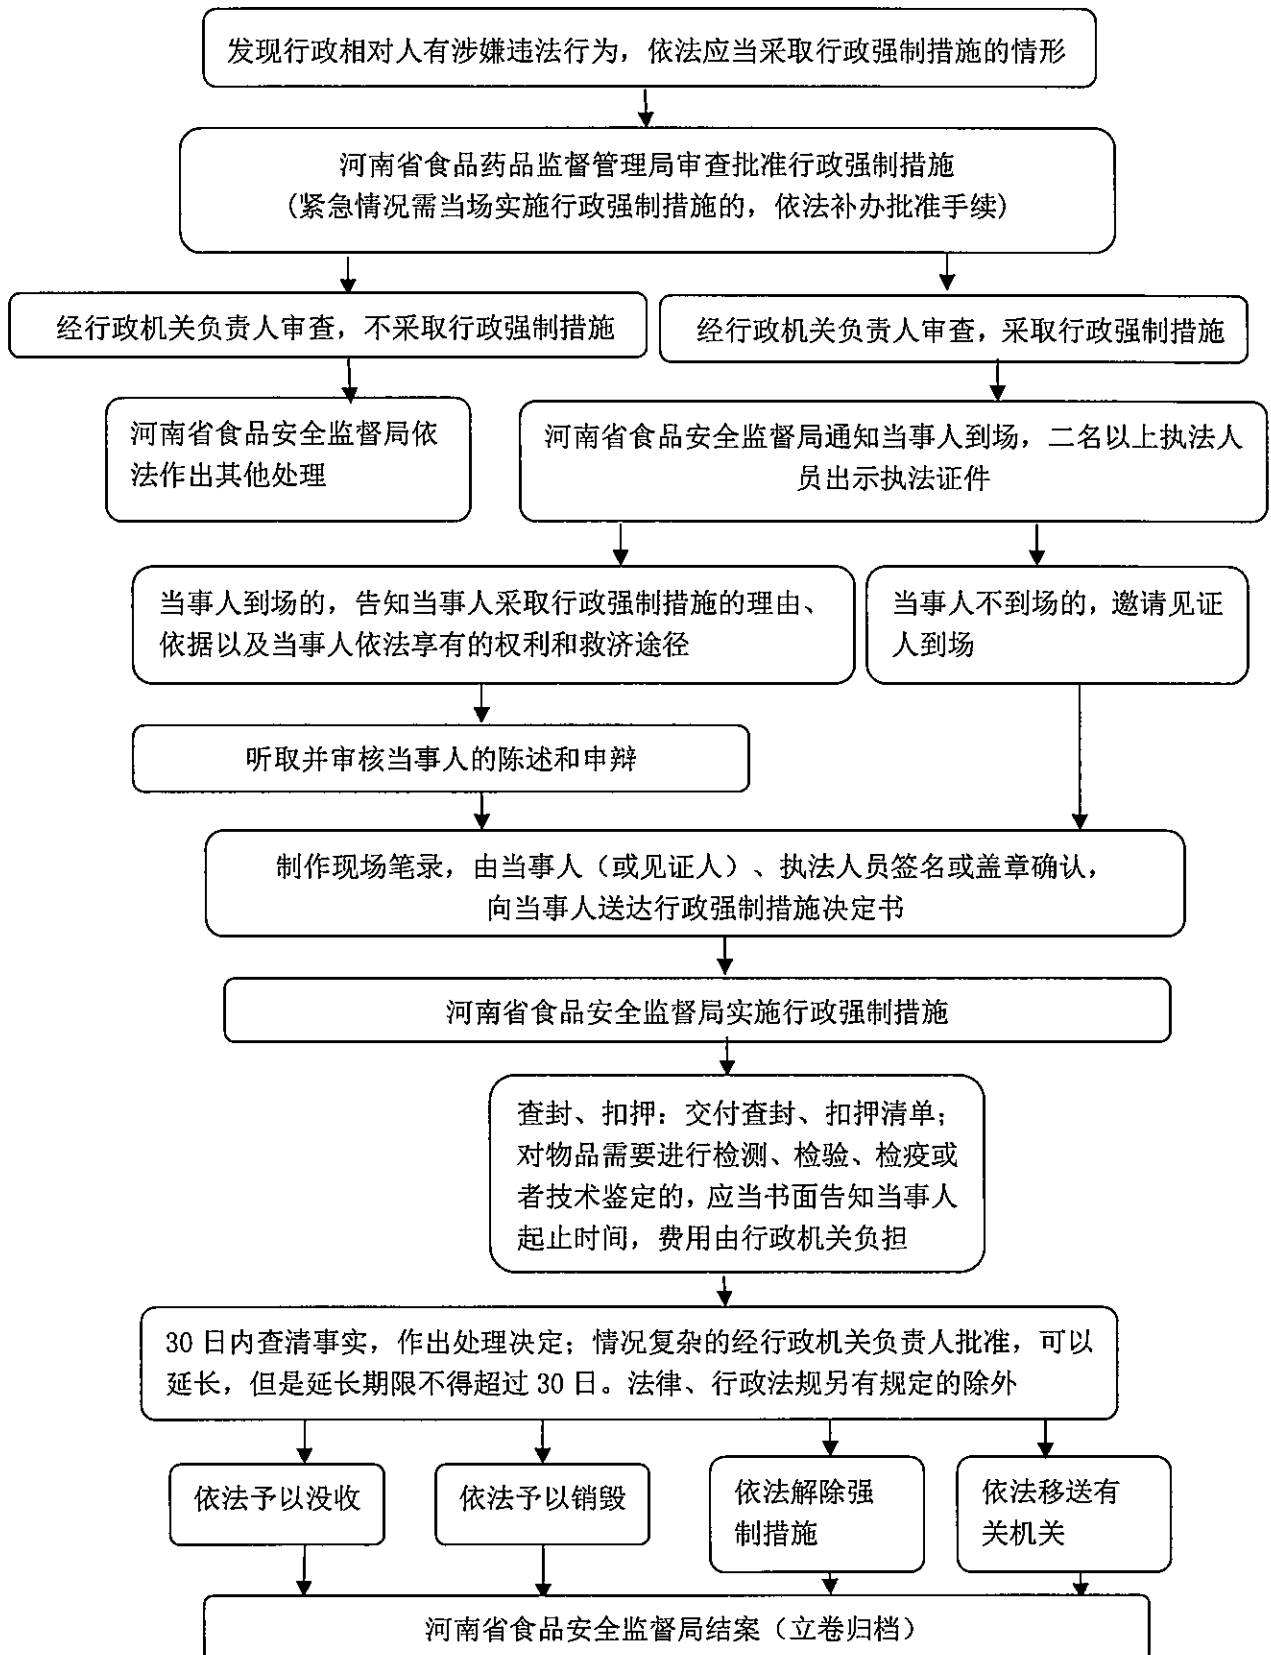 发现行政相对人有涉嫌违法行为，依法应当采取行政强制措施的情形
河南省食品药品监督管理局审查批准行政强制措施
(紧急情况需当场实施行政强制措施的，依法补办批准手续)
经行政机关负责人审查，不采取行政强制措施
经行政机关负责人审查，采取行政强制措施
河南省食品安全监督局依
法作出其他处理
河南省食品安全监督局通知当事人到场，二名以上执法人
员出示执法证件
当事人到场的，告知当事人采取行政强制措施的理由、
依据以及当事人依法享有的权利和救济途径
当事人不到场的，邀请见证
人到场
听取并审核当事人的陈述和申辩
制作现场笔录，由当事人（或见证人）、执法人员签名或盖章确认，
向当事人送达行政强制措施决定书
河南省食品安全监督局实施行政强制措施
查封、扣押：交付查封、扣押清单；
对物品需要进行检测、检验、检疫或
者技术鉴定的，应当书面告知当事人
起止时间，费用由行政机关负担
30 日内查清事实，作出处理决定；情况复杂的经行政机关负责人批准，可以
延长，但是延长期限不得超过 30 日。法律、行政法规另有规定的除外
依法予以没收
依法予以销毁
依法解除强
制措施
依法移送有
关机关
河南省食品安全监督局结案（立卷归档）